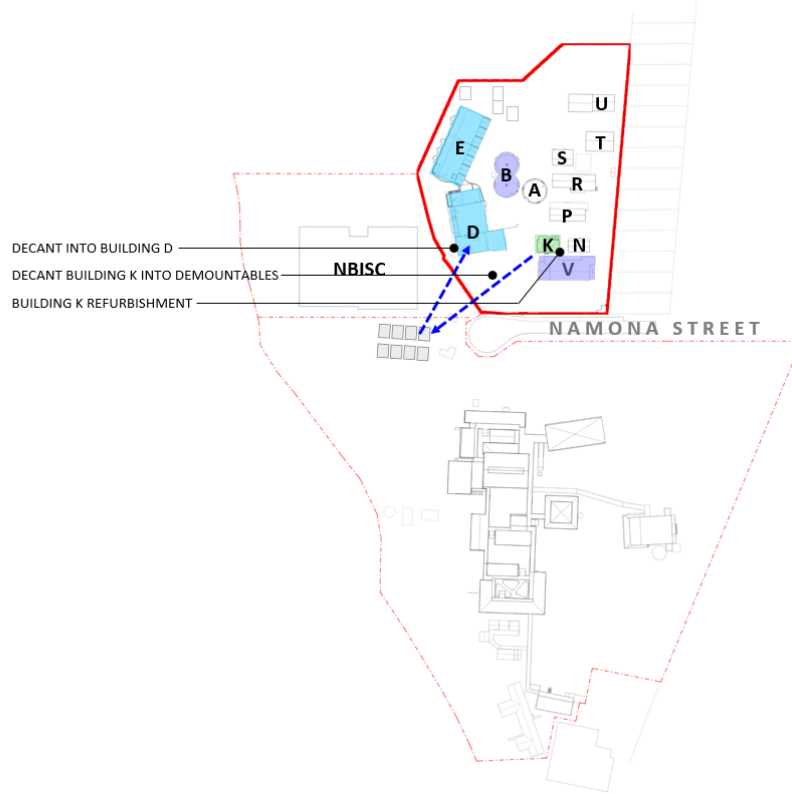 U
T
S
E
B
R
A
P
D
K
N
DECANT INTO BUILDING D
NBISC
V
DECANT BUILDING K INTO DEMOUNTABLES
BUILDING K REFURBISHMENT
NAMONA STREET